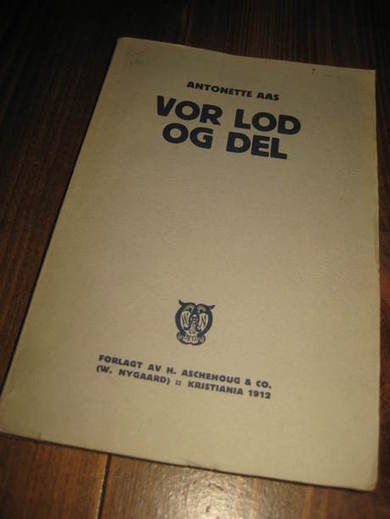 ANTONETTE AAS
VOR LOD
OG DEL
FORLAGT AV H. ASCHEHOUG & CO.
(W. NYGAARD) :: KRISTIANIA 1912